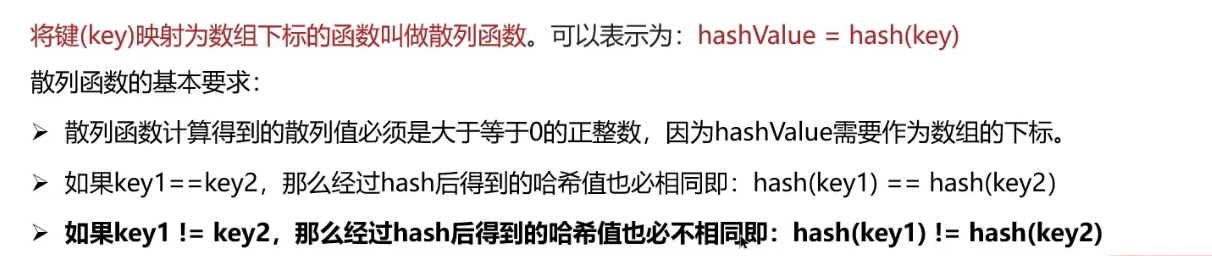 将键(key)映射为数组下标的函数叫做散列函数。可以表示为：hashValue = hash(key)
散列函数的基本要求：
➢ 散列函数计算得到的散列值必须是大于等于0的正整数，因为hashValue需要作为数组的下标。
➢ 如果key1==key2，那么经过hash后得到的哈希值也必相同即：hash(key1) == hash(key2）
➢ 如果key1 != key2，那么经过hash后得到的哈希值也必不相同即：hash(key1) != hash(key2)